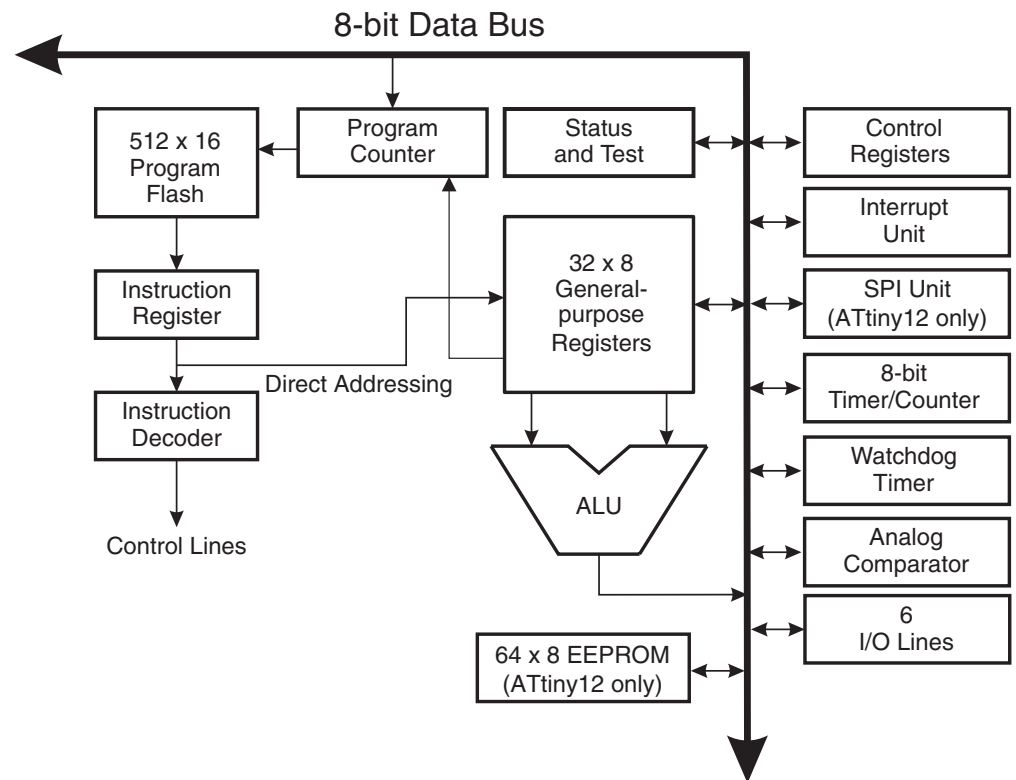 8-bit Data Bus
512 x 16
Program
Flash
Program
Counter
Status
and Test
Control
Registers
Interrupt
Unit
32 x 8
General-
purpose
Registers
Instruction
Register
SPI Unit
(ATtiny12 only)
Direct Addressing
8-bit
Timer/Counter
Instruction
Decoder
Watchdog
Timer
ALU
Control Lines
Analog
Comparator
6
I/O Lines
64 x 8 EEPROM
(ATtiny12 only)